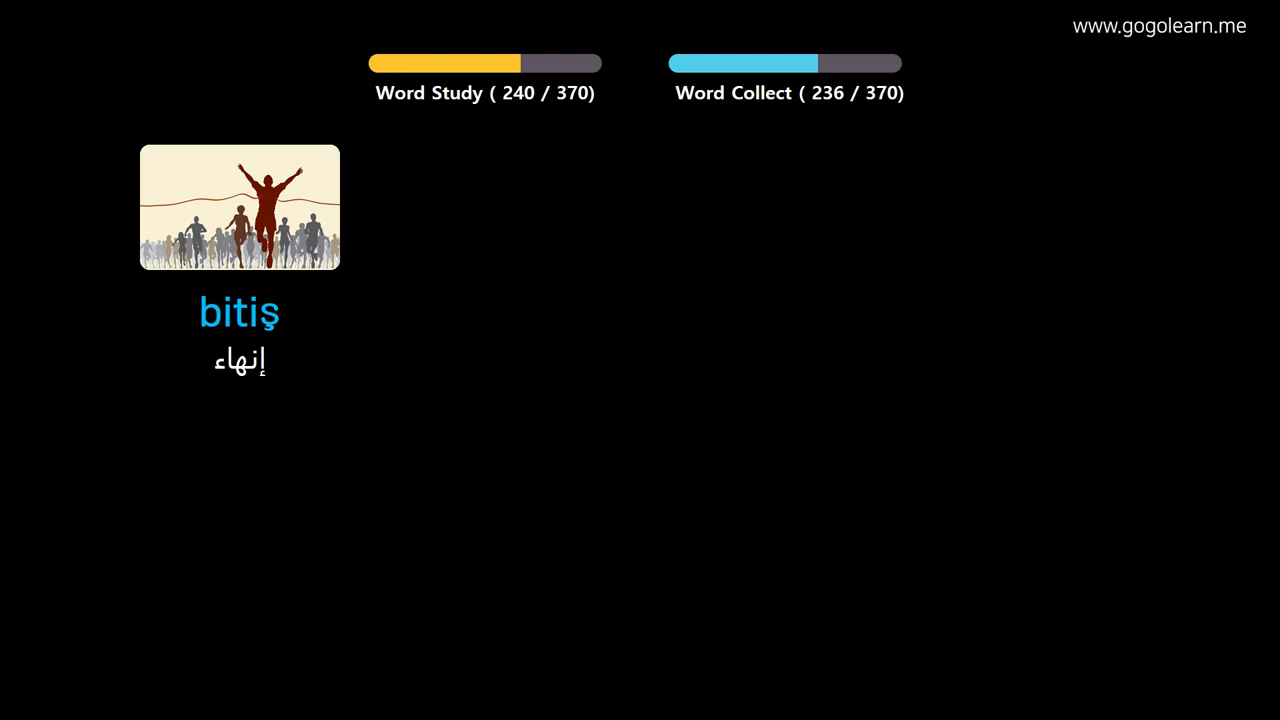 www.gogolearn.me
Word Study ( 240 / 370)
Word Collect ( 236 / 370)
bitiş
إنهاء